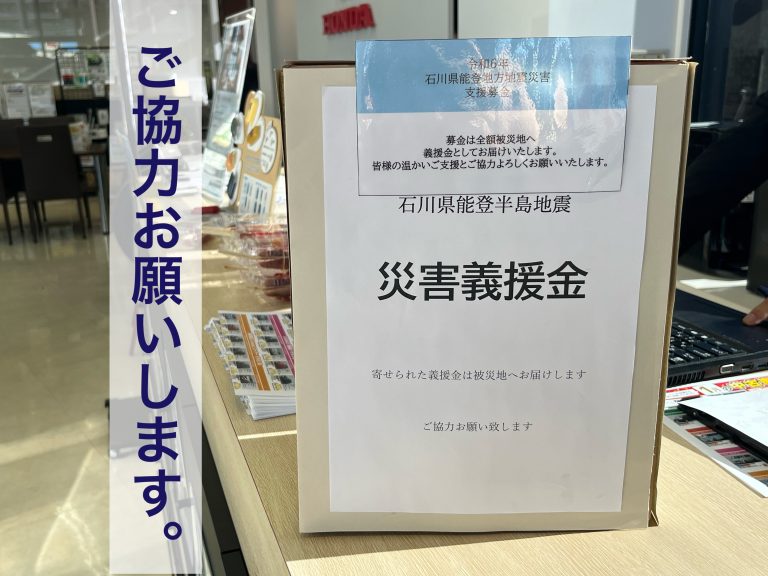 ご協力お願いします。
HONDA
令和6年
石川県能登地方地震災害
支援募金
募金は全額被災地へ
義援金としてお届けいたします。
皆様の温かいご支援とご協力よろしくお願いいたします。
石川県能登半島地震
災害義援金
寄せられた義援金は被災地へお届けします
ご協力お願い致します